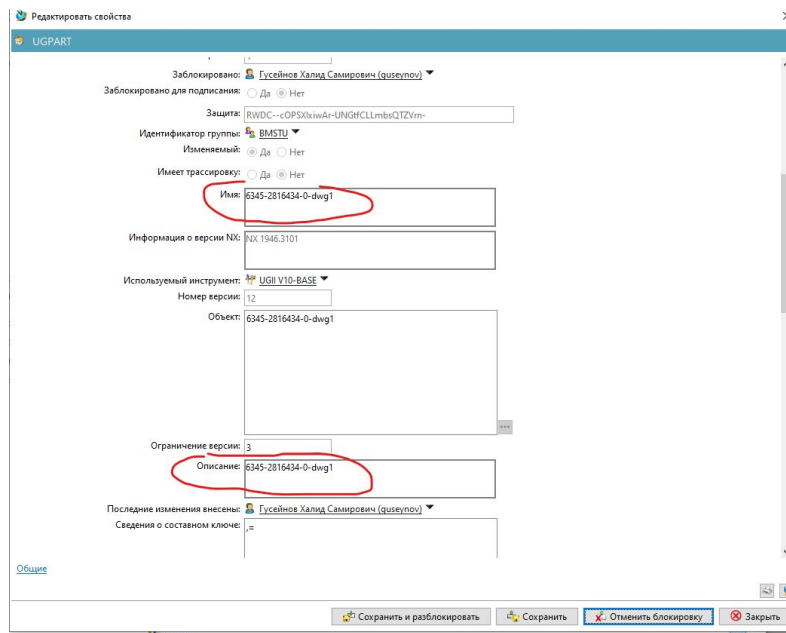 Редактировать свойства
UGPART
Заблокировано: Гусейнов Халид Самирович (guseynov)
Заблокировано для подписания: Да Нет
Защита: RWDC--cOPSXlxiwAr-UNGtfCLLmbsQTZVm-
Идентификатор группы: BMSTU
Изменяемый: Да Нет
Имеет трассировку: Да Нет
Имя: 6345-2816434-0-dwg1
Информация о версии NX: NX 1946.3101
Используемый инструмент: UGII V10-BASE
Номер версии: 12
Объект: 6345-2816434-0-dwg1
...
Ограничение версии: 3
Описание: 6345-2816434-0-dwg1
Последние изменения внесены: Гусейнов Халид Самирович (guseynov)
Сведения о составном ключе: ,=
Общие
Сохранить и разблокировать Сохранить Отменить блокировку Закрыть